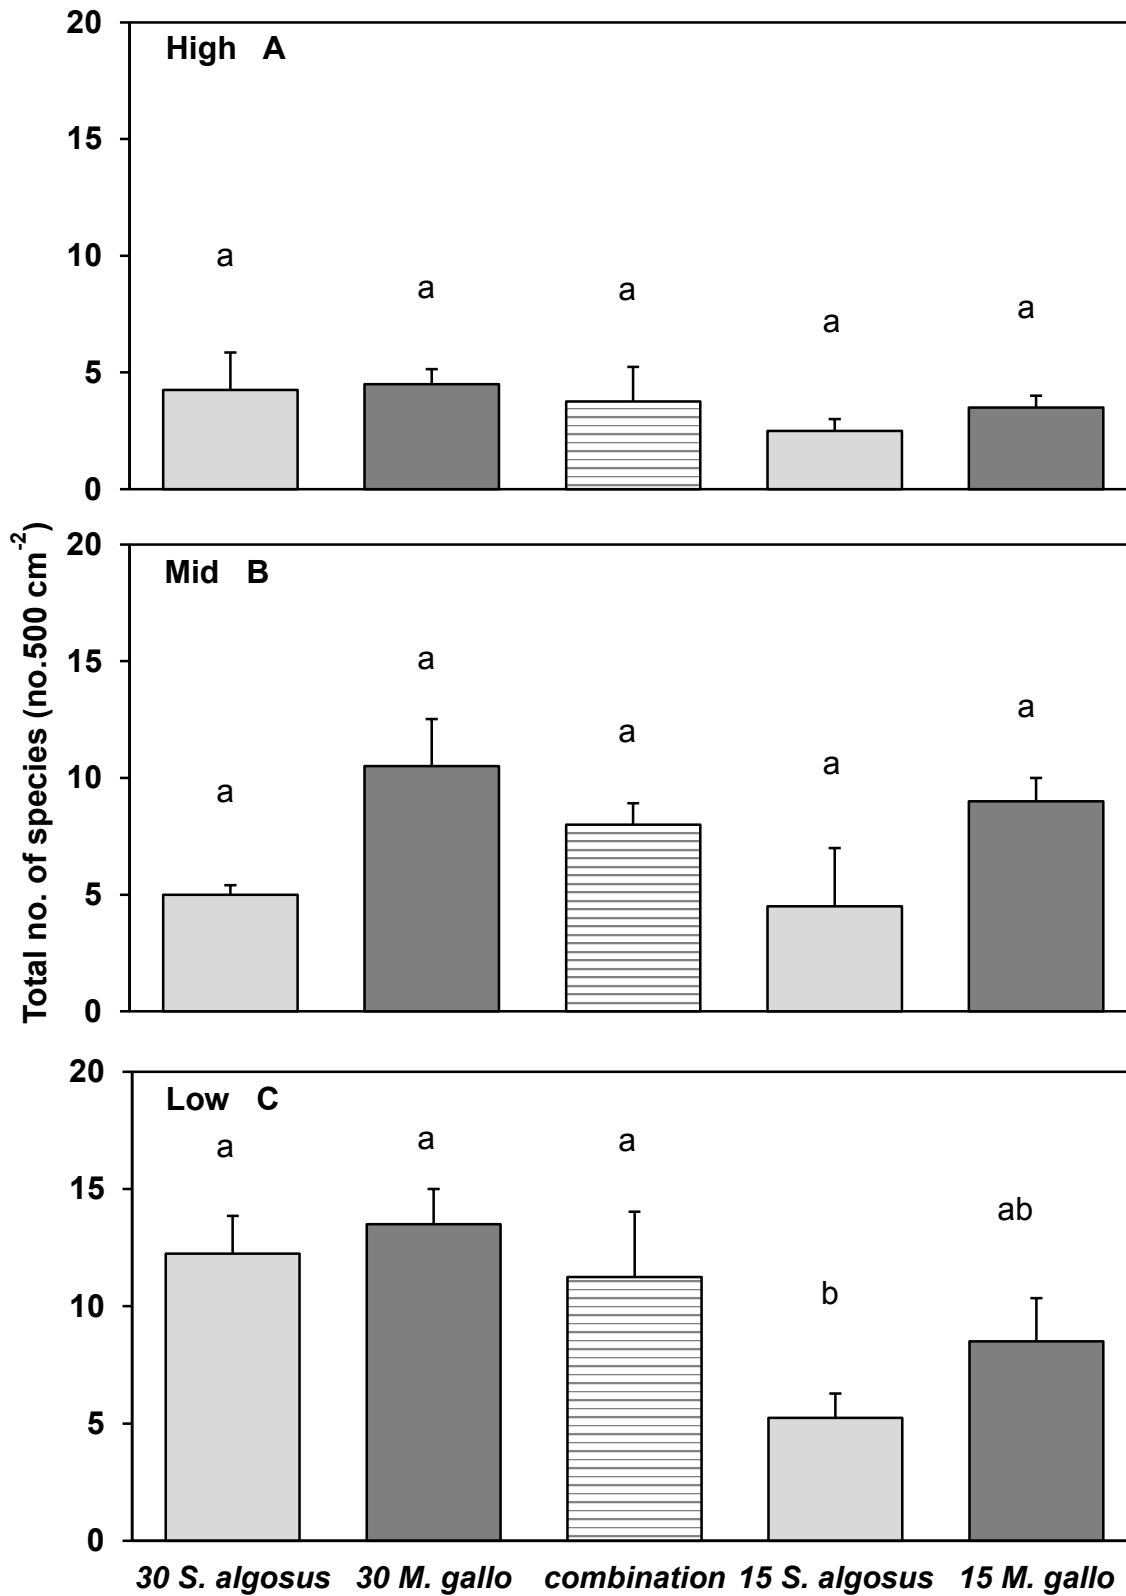 Total no. of species (no.500 cm-2)
High A
20
15
10
5
0
a a a a a
Mid B
20
15
10
5
0
a a a a a
Low C
20
15
10
5
0
a a a b ab
30 S. algosus 30 M. gallo combination 15 S. algosus 15 M. gallo